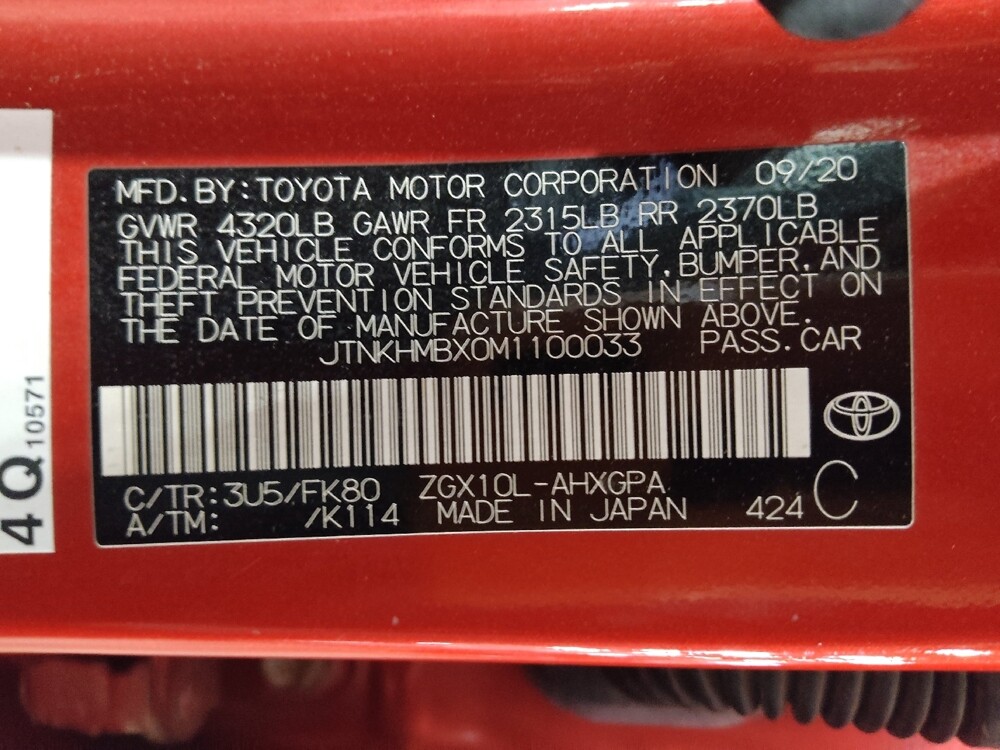 MFD.BY:TOYOTA MOTOR CORPORATION 09/20
GVWR 4320LB GAWR FR 2315LB RR 2370LB
THIS VEHICLE CONFORMS TO ALL APPLICABLE
FEDERAL MOTOR VEHICLE SAFETY,BUMPER,AND
THEFT PREVENTION STANDARDS IN EFFECT ON
THE DATE OF MANUFACTURE SHOWN ABOVE.
JTNKHMBX0M1100033 PASS.CAR
C/TR:3U5/FK80 ZGX10L-AHXGPA
A/TM: /K114 MADE IN JAPAN 424 C
4Q 10571